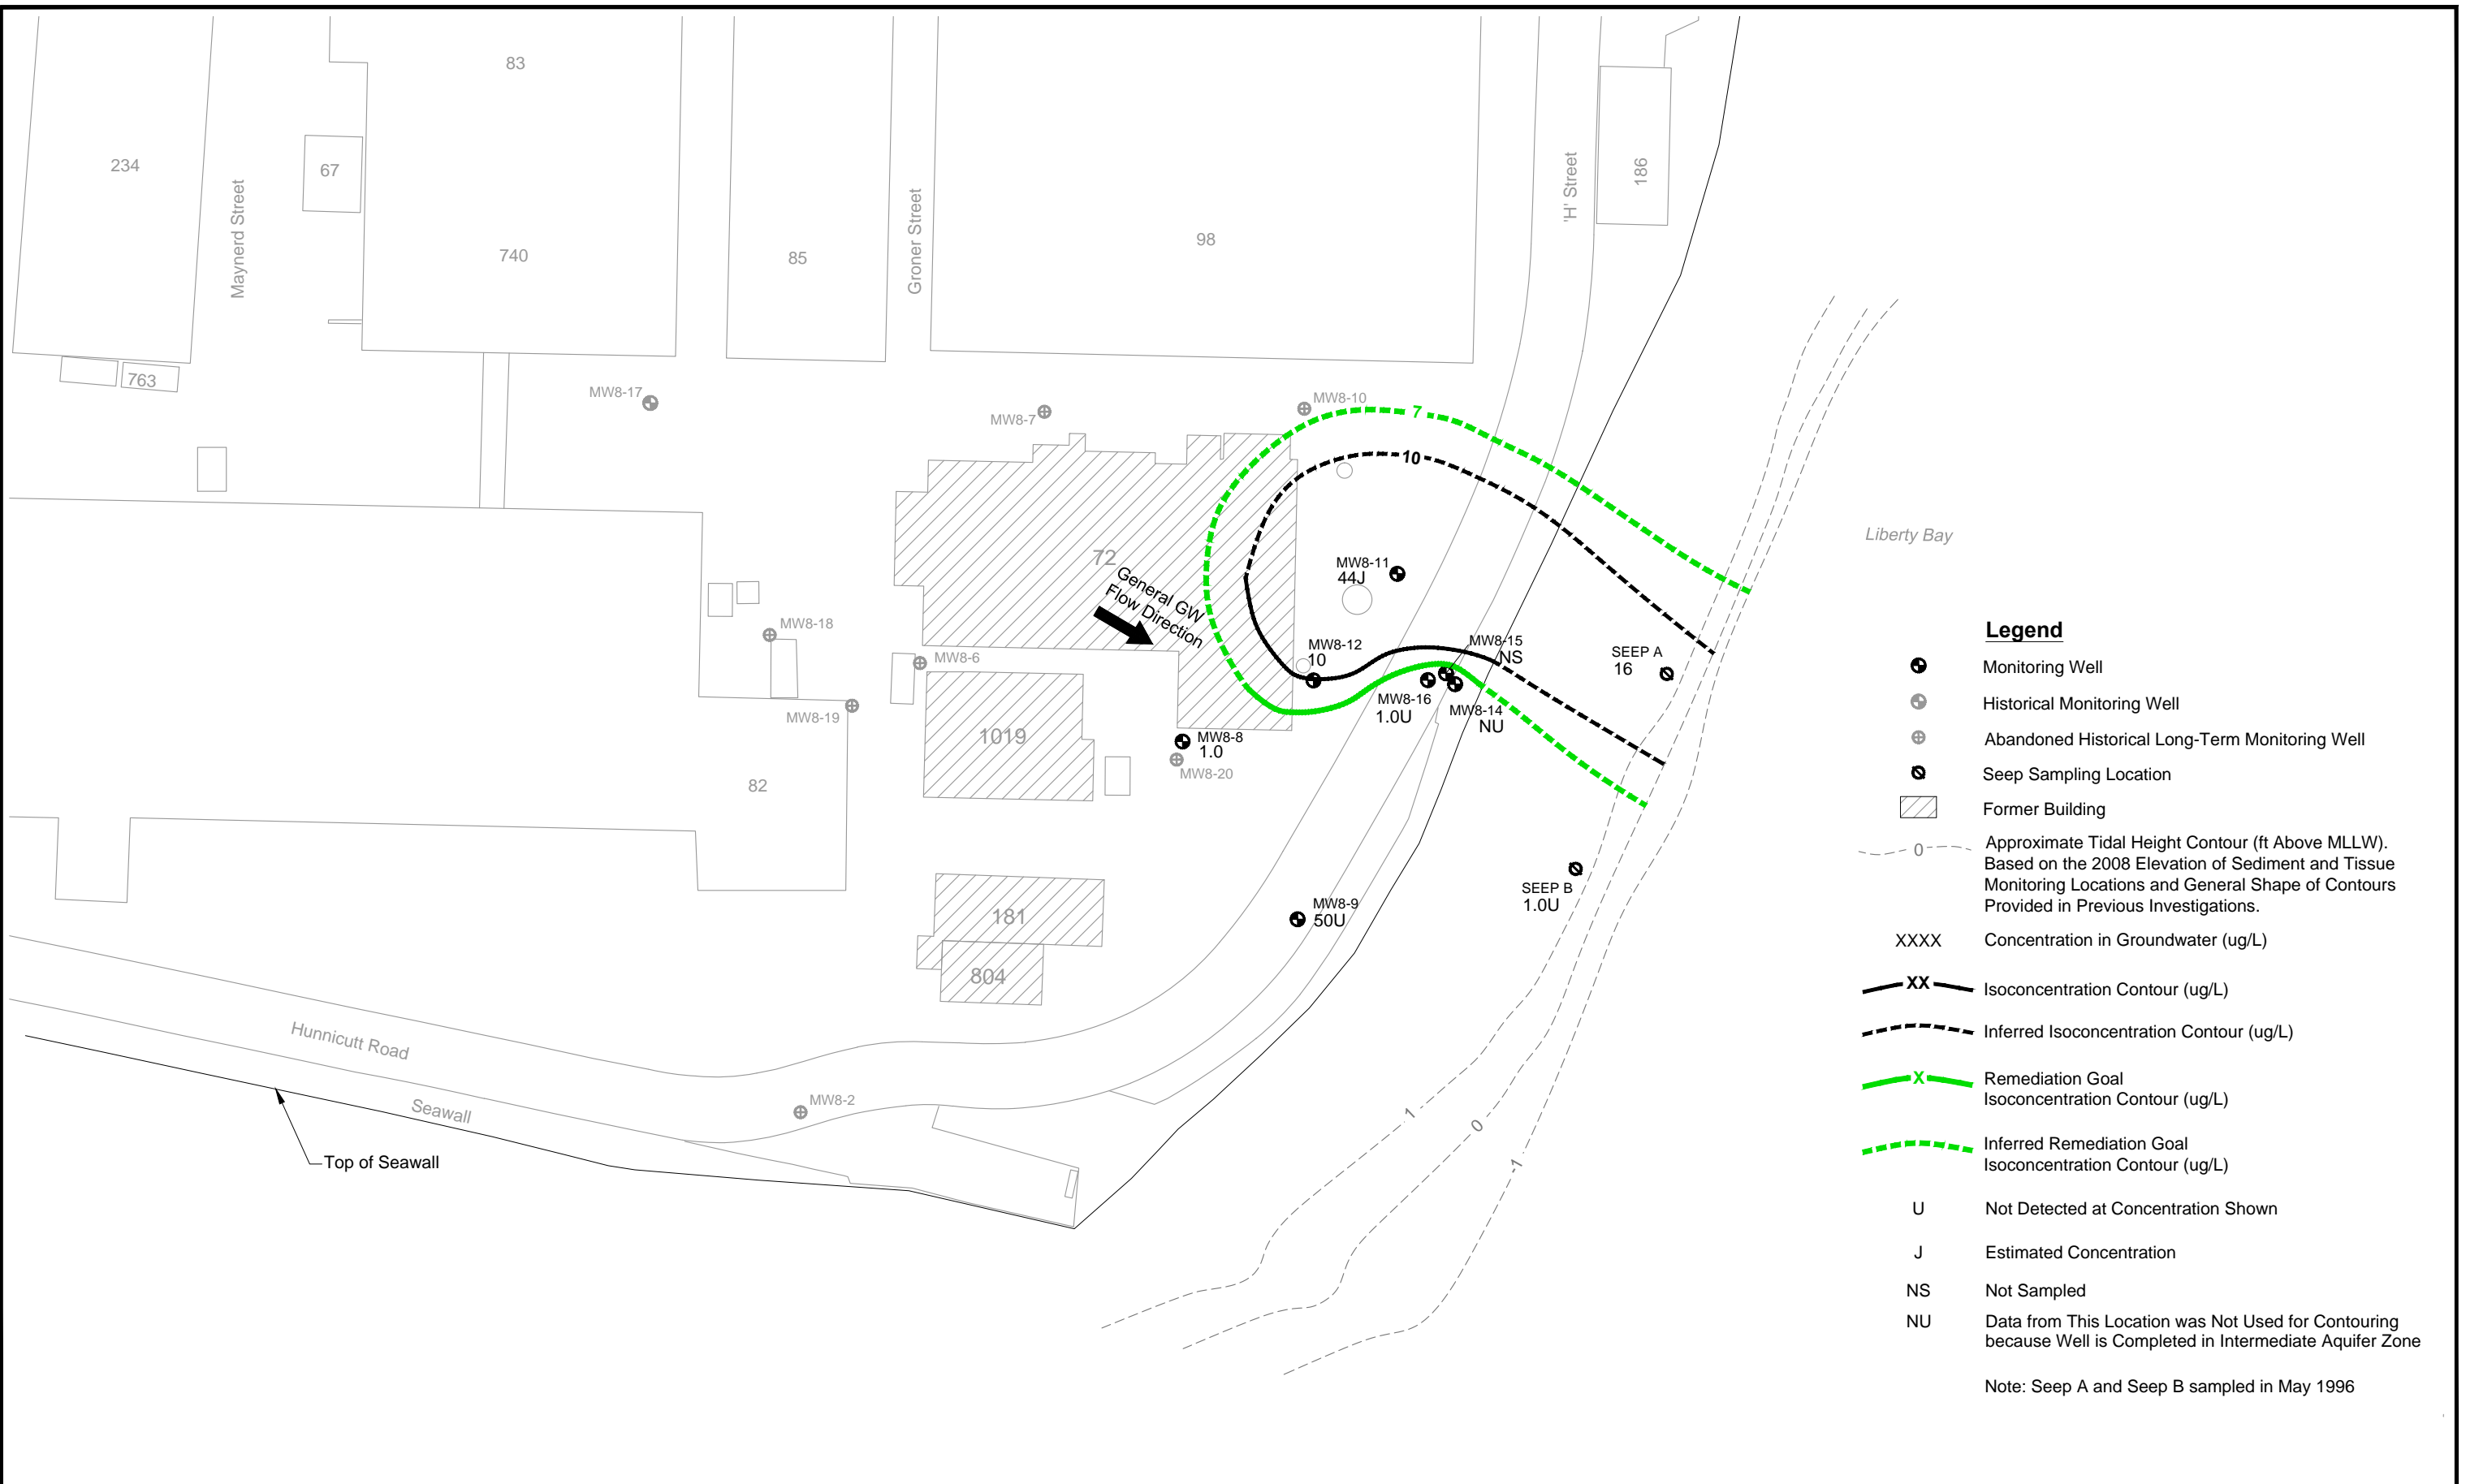 83
234
67
Maynerd Street
740
85
Groner Street
98
'H' Street
186
763
MW8-17
MW8-7
MW8-10
7
10
Liberty Bay
72
General GW
Flow Direction
MW8-11
44J
MW8-12
10
MW8-15
NS
SEEP A
16
MW8-16
1.0U
MW8-14
NU
MW8-18
MW8-6
MW8-19
1019
MW8-8
1.0
MW8-20
82
SEEP B
1.0U
MW8-9
50U
181
804
Hunnicutt Road
Seawall
MW8-2
Top of Seawall
1
0
-1
Legend
Monitoring Well
Historical Monitoring Well
Abandoned Historical Long-Term Monitoring Well
Seep Sampling Location
Former Building
0
Approximate Tidal Height Contour (ft Above MLLW).
Based on the 2008 Elevation of Sediment and Tissue
Monitoring Locations and General Shape of Contours
Provided in Previous Investigations.
XXXX Concentration in Groundwater (ug/L)
XX Isoconcentration Contour (ug/L)
Inferred Isoconcentration Contour (ug/L)
X Remediation Goal
Isoconcentration Contour (ug/L)
Inferred Remediation Goal
Isoconcentration Contour (ug/L)
U Not Detected at Concentration Shown
J Estimated Concentration
NS Not Sampled
NU Data from This Location was Not Used for Contouring
because Well is Completed in Intermediate Aquifer Zone
Note: Seep A and Seep B sampled in May 1996